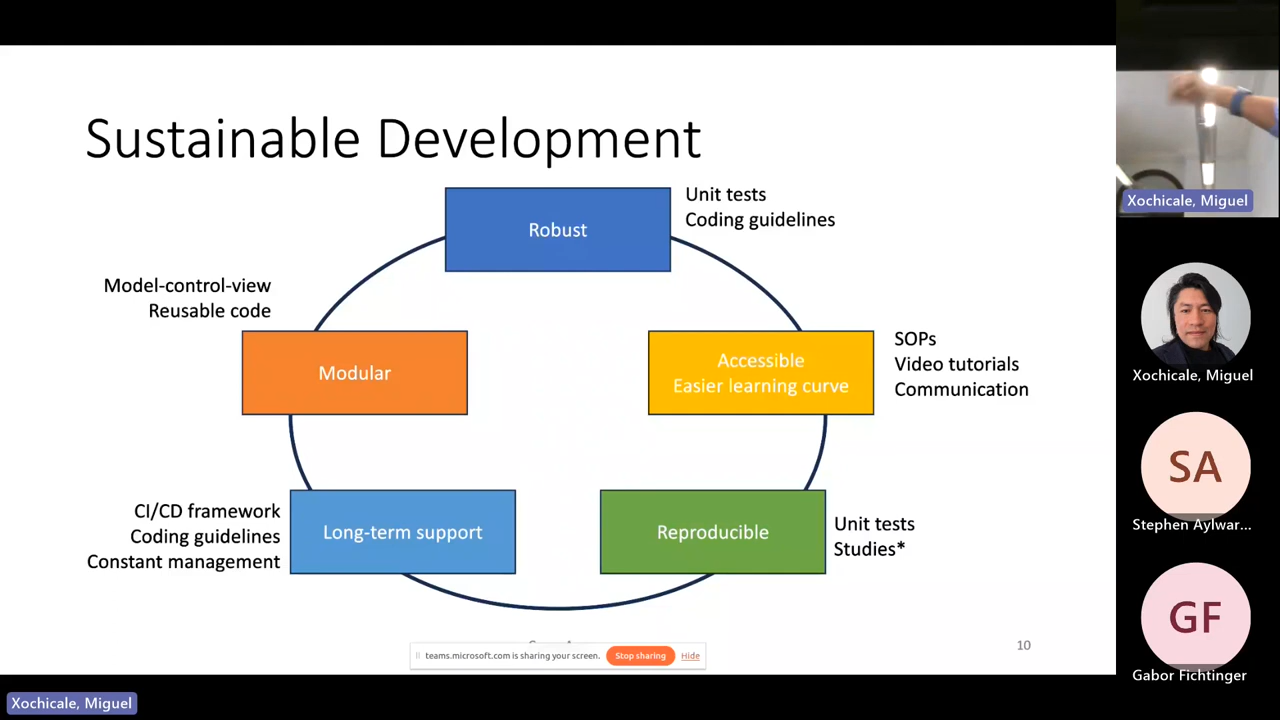 Sustainable Development
Robust
Unit tests
Coding guidelines
Model-control-view
Reusable code
Modular
Accessible
Easier learning curve
SOPs
Video tutorials
Communication
CI/CD framework
Coding guidelines
Constant management
Long-term support
Reproducible
Unit tests
Studies*
10
teams.microsoft.com is sharing your screen.
Stop sharing
Hide
Xochicale, Miguel
Xochicale, Miguel
SA
Stephen Aylwar...
GF
Gabor Fichtinger
Xochicale, Miguel